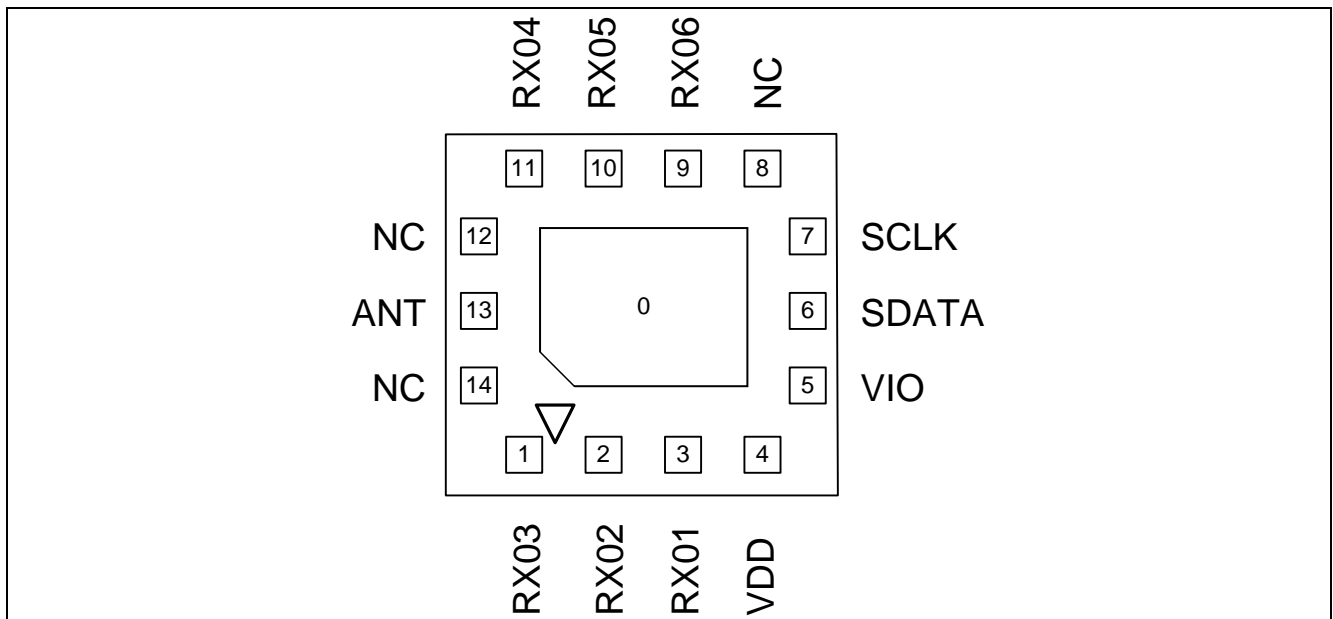 RX04 RX05 RX06 NC
11 10 9 8
NC 12 7 SCLK
ANT 13 0 6 SDATA
NC 14 5 VIO
1 2 3 4
RX03 RX02 RX01 VDD